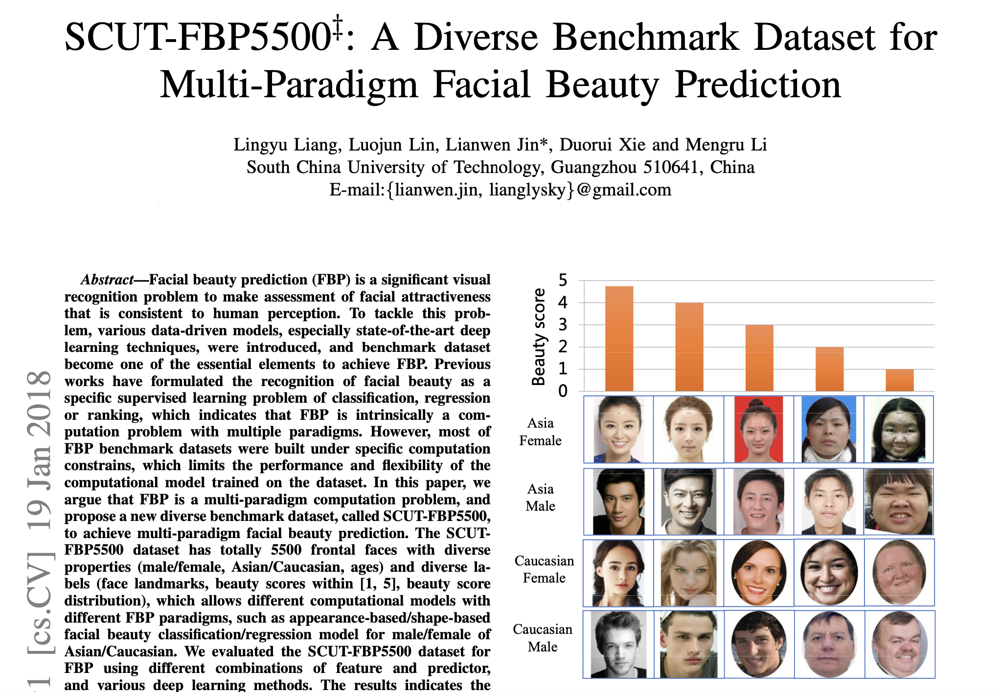 SCUT-FBP5500‡: A Diverse Benchmark Dataset for
Multi-Paradigm Facial Beauty Prediction
Lingyu Liang, Luojun Lin, Lianwen Jin*, Duorui Xie and Mengru Li
South China University of Technology, Guangzhou 510641, China
E-mail:{lianwen.jin, lianglysky}@gmail.com
[cs.CV] 19 Jan 2018
Abstract—Facial beauty prediction (FBP) is a significant visual
recognition problem to make assessment of facial attractiveness
that is consistent to human perception. To tackle this prob-
lem, various data-driven models, especially state-of-the-art deep
learning techniques, were introduced, and benchmark dataset
become one of the essential elements to achieve FBP. Previous
works have formulated the recognition of facial beauty as a
specific supervised learning problem of classification, regression
or ranking, which indicates that FBP is intrinsically a com-
putation problem with multiple paradigms. However, most of
FBP benchmark datasets were built under specific computation
constrains, which limits the performance and flexibility of the
computational model trained on the dataset. In this paper, we
argue that FBP is a multi-paradigm computation problem, and
propose a new diverse benchmark dataset, called SCUT-FBP5500,
to achieve multi-paradigm facial beauty prediction. The SCUT-
FBP5500 dataset has totally 5500 frontal faces with diverse
properties (male/female, Asian/Caucasian, ages) and diverse la-
bels (face landmarks, beauty scores within [1, 5], beauty score
distribution), which allows different computational models with
different FBP paradigms, such as appearance-based/shape-based
facial beauty classification/regression model for male/female of
Asian/Caucasian. We evaluated the SCUT-FBP5500 dataset for
FBP using different combinations of feature and predictor,
and various deep learning methods. The results indicates the
Beauty score
5
4
3
2
1
0
Asia
Female
Asia
Male
Caucasian
Female
Caucasian
Male